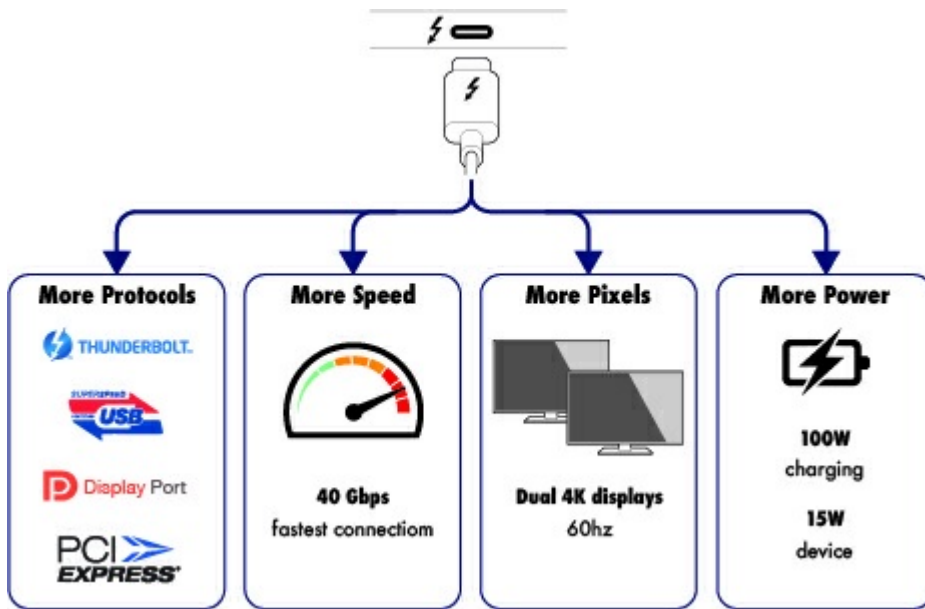 More Protocols
THUNDERBOLT™
SUPERSPEED
USB
Display Port
PCI
EXPRESS®
More Speed
40 Gbps
fastest connectiom
More Pixels
Dual 4K displays
60hz
More Power
100W
charging
15W
device